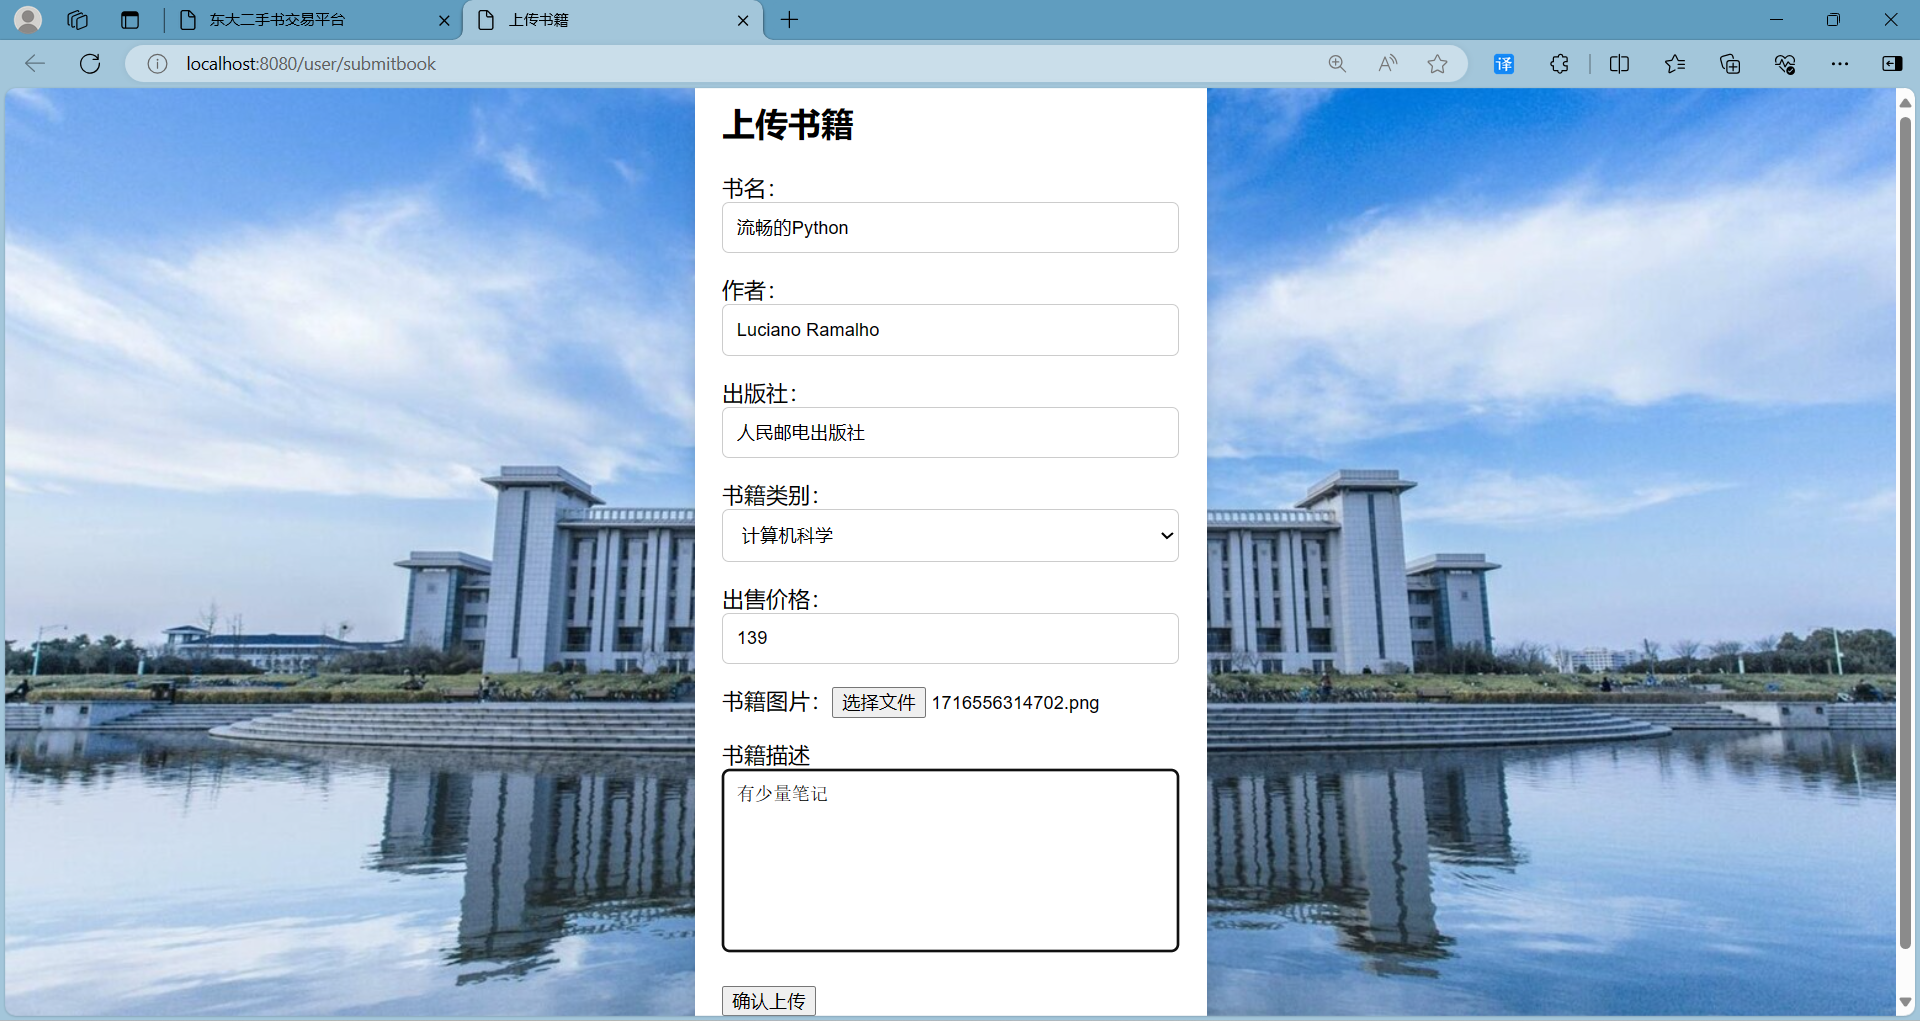 东大二手书交易平台
上传书籍
localhost:8080/user/submitbook
译
上传书籍
书名：
流畅的Python
作者：
Luciano Ramalho
出版社：
人民邮电出版社
书籍类别：
计算机科学
出售价格：
139
书籍图片： 选择文件 1716556314702.png
书籍描述
有少量笔记
确认上传